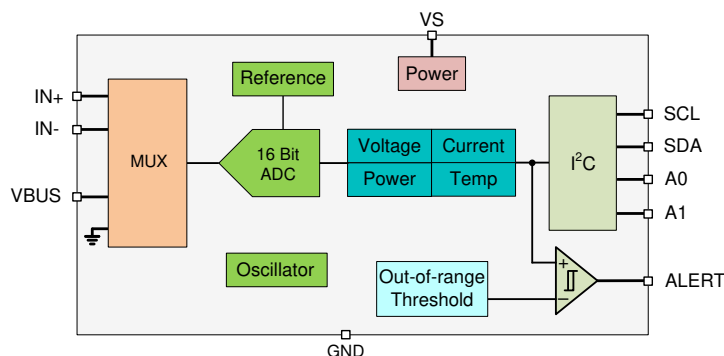 VS
Reference
Power
IN+
IN-
VBUS
MUX
16 Bit
ADC
Voltage
Current
Power
Temp
I²C
SCL
SDA
A0
A1
Oscillator
Out-of-range
Threshold
+
−
ALERT
GND